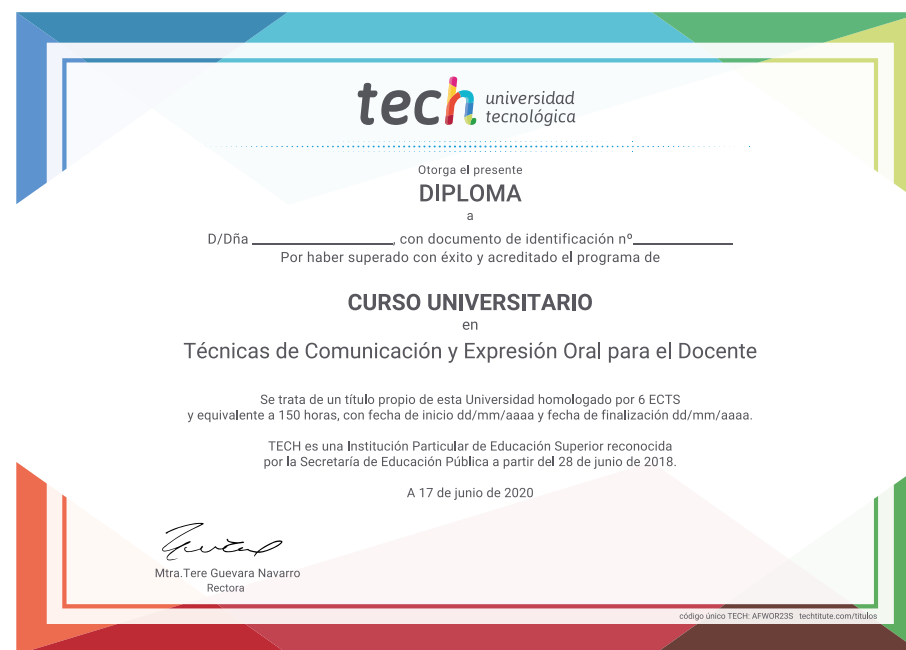 tech universidad
tecnológica
Otorga el presente
DIPLOMA
a
D/Dña ________________, con documento de identificación nº____________
Por haber superado con éxito y acreditado el programa de
CURSO UNIVERSITARIO
en
Técnicas de Comunicación y Expresión Oral para el Docente
Se trata de un título propio de esta Universidad homologado por 6 ECTS
y equivalente a 150 horas, con fecha de inicio dd/mm/aaaa y fecha de finalización dd/mm/aaaa.
TECH es una Institución Particular de Educación Superior reconocida
por la Secretaría de Educación Pública a partir del 28 de junio de 2018.
A 17 de junio de 2020
Mtra.Tere Guevara Navarro
Rectora
código único TECH: AFWOR23S techtitute.com/titulos